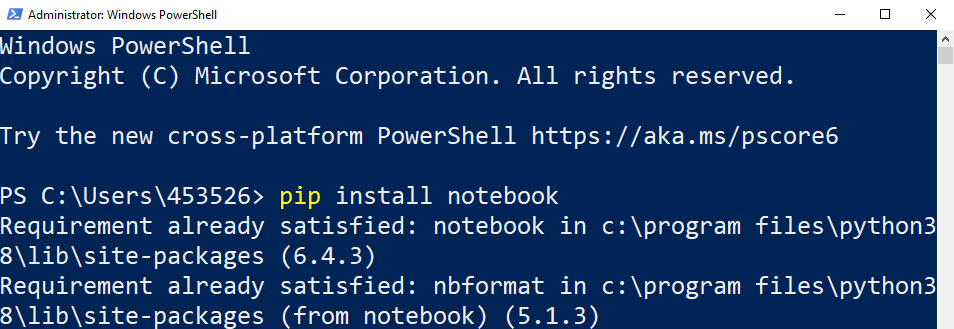 Administrator: Windows PowerShell
Windows PowerShell
Copyright (C) Microsoft Corporation. All rights reserved.
Try the new cross-platform PowerShell https://aka.ms/pscore6
PS C:\Users\453526> pip install notebook
Requirement already satisfied: notebook in c:\program files\python3
8\lib\site-packages (6.4.3)
Requirement already satisfied: nbformat in c:\program files\python3
8\lib\site-packages (from notebook) (5.1.3)